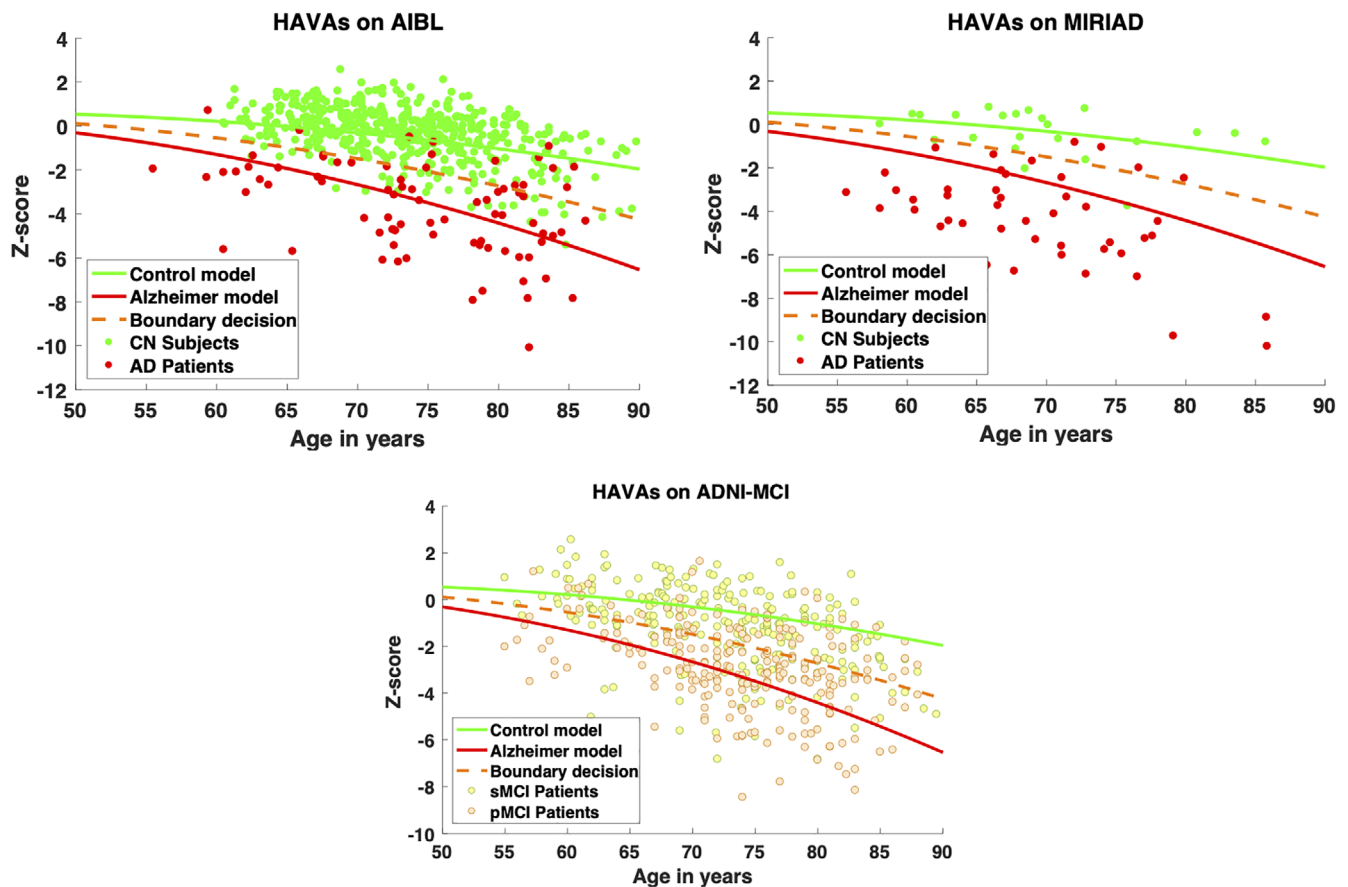 HAVAs on AIBL
4
2
0
-2
-4
-6
-8
-10
-12
Z-score
Control model
Alzheimer model
Boundary decision
CN Subjects
AD Patients
50 55 60 65 70 75 80 85 90
Age in years
HAVAs on MIRIAD
4
2
0
-2
-4
-6
-8
-10
-12
Z-score
Control model
Alzheimer model
Boundary decision
CN Subjects
AD Patients
50 55 60 65 70 75 80 85 90
Age in years
HAVAs on ADNI-MCI
4
2
0
-2
-4
-6
-8
-10
Z-score
Control model
Alzheimer model
Boundary decision
sMCI Patients
pMCI Patients
50 55 60 65 70 75 80 85 90
Age in years